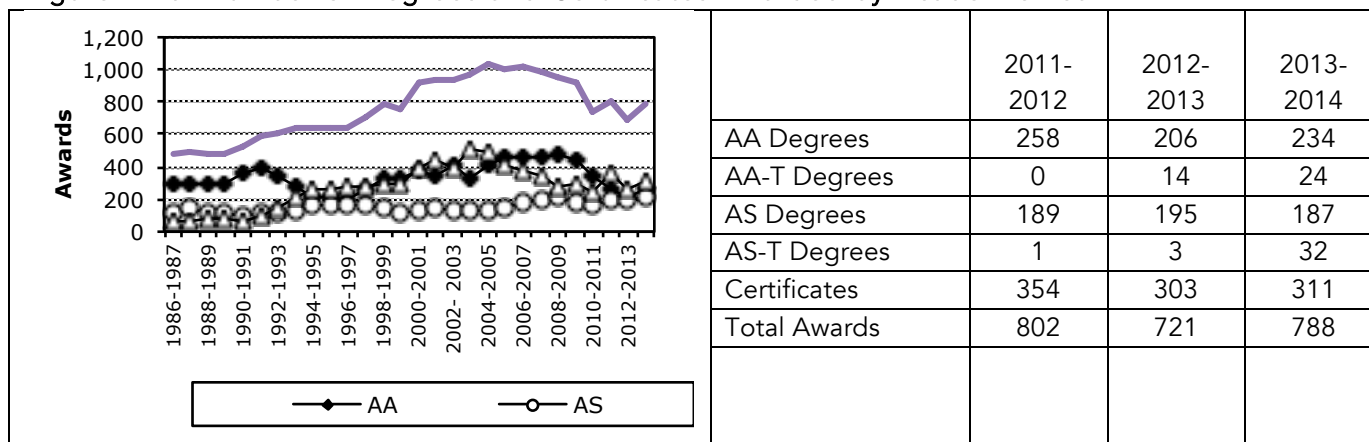 1,200
1,000
800
600
400
200
0
Awards
1986-1987
1988-1989
1990-1991
1992-1993
1994-1995
1996-1997
1998-1999
2000-2001
2002- 2003
2004-2005
2006-2007
2008-2009
2010-2011
2012-2013
AA AS
2011- 2012- 2013-
2012 2013 2014
AA Degrees 258 206 234
AA-T Degrees 0 14 24
AS Degrees 189 195 187
AS-T Degrees 1 3 32
Certificates 354 303 311
Total Awards 802 721 788